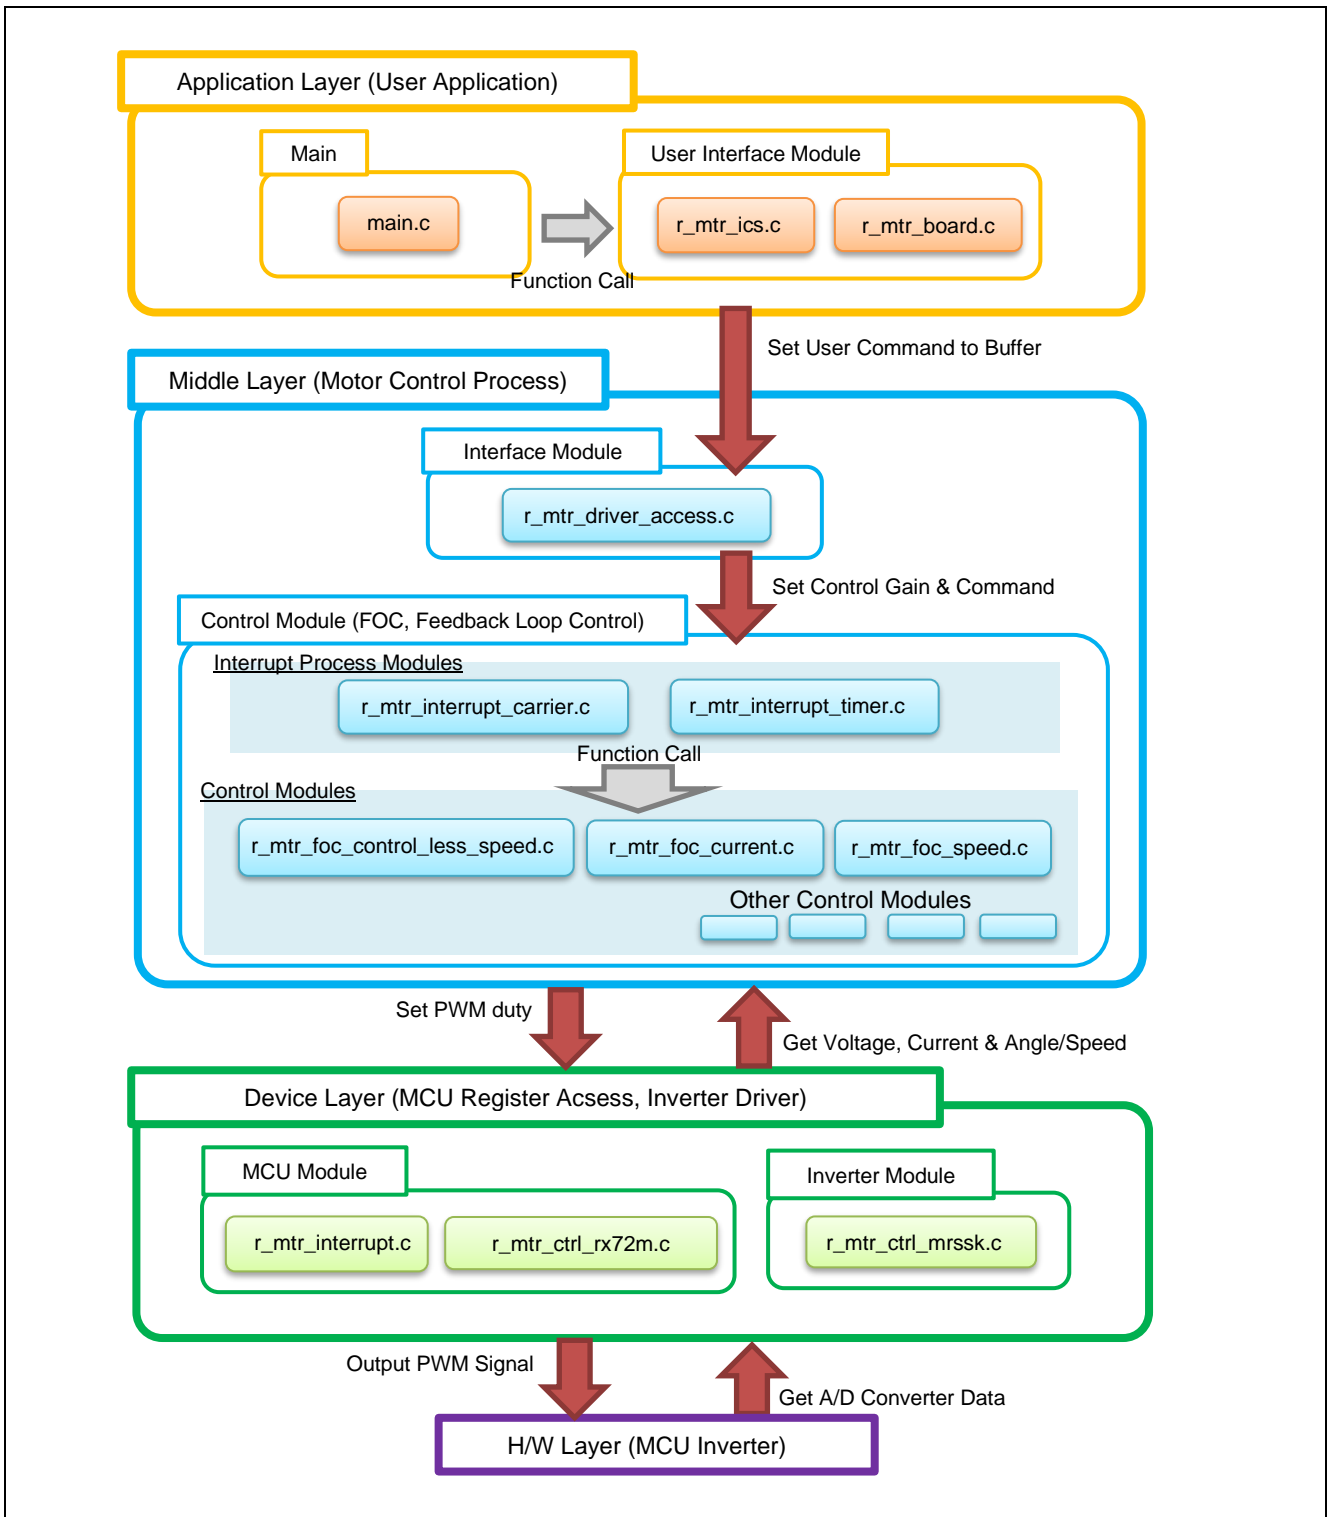 Application Layer (User Application)
Main
User Interface Module
main.c
r_mtr_ics.c
r_mtr_board.c
Function Call
Set User Command to Buffer
Middle Layer (Motor Control Process)
Interface Module
r_mtr_driver_access.c
Set Control Gain & Command
Control Module (FOC, Feedback Loop Control)
Interrupt Process Modules
r_mtr_interrupt_carrier.c
r_mtr_interrupt_timer.c
Function Call
Control Modules
r_mtr_foc_control_less_speed.c
r_mtr_foc_current.c
r_mtr_foc_speed.c
Other Control Modules
Set PWM duty
Get Voltage, Current & Angle/Speed
Device Layer (MCU Register Acsess, Inverter Driver)
MCU Module
Inverter Module
r_mtr_interrupt.c
r_mtr_ctrl_rx72m.c
r_mtr_ctrl_mrssk.c
Output PWM Signal
Get A/D Converter Data
H/W Layer (MCU Inverter)